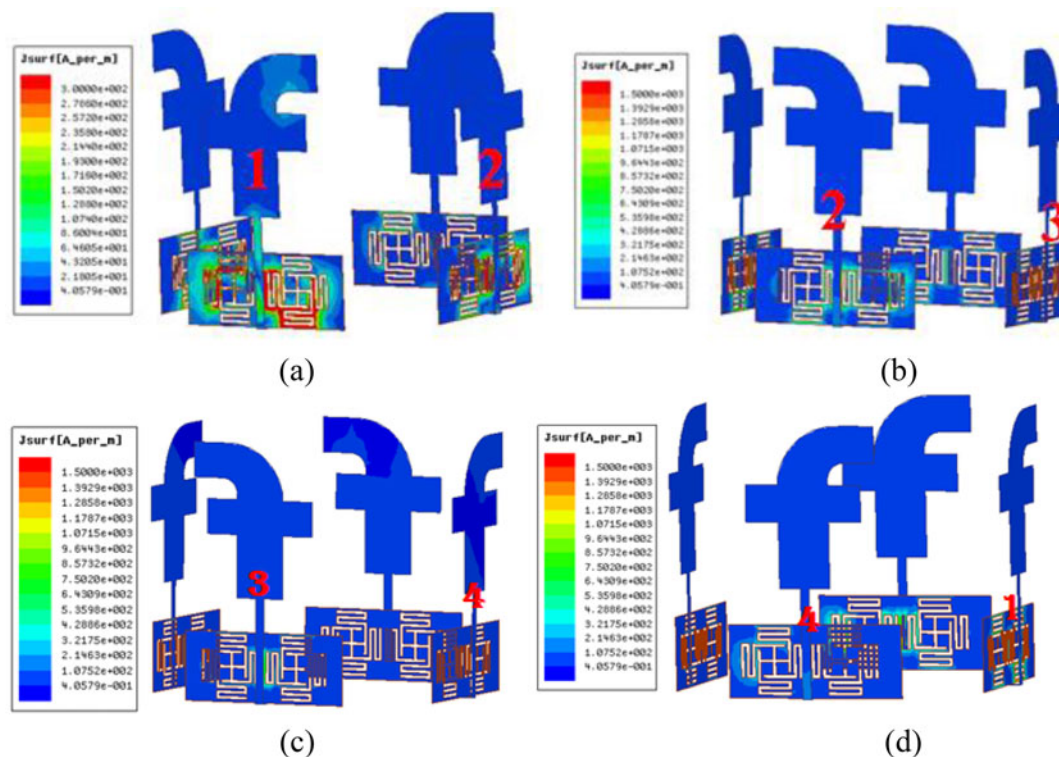 Jsurf[A_per_m]
3.0000e+002
2.7860e+002
2.5720e+002
2.3580e+002
2.1440e+002
1.9300e+002
1.7160e+002
1.5020e+002
1.2880e+002
1.0740e+002
8.6004e+001
6.4605e+001
4.3205e+001
2.1805e+001
4.0579e-001
1
2
(a)
Jsurf[A_per_m]
1.5000e+003
1.3929e+003
1.2858e+003
1.1787e+003
1.0715e+003
9.6443e+002
8.5732e+002
7.5020e+002
6.4309e+002
5.3598e+002
4.2886e+002
3.2175e+002
2.1463e+002
1.0752e+002
4.0579e-001
2
3
(b)
Jsurf[A_per_m]
1.5000e+003
1.3929e+003
1.2858e+003
1.1787e+003
1.0715e+003
9.6443e+002
8.5732e+002
7.5020e+002
6.4309e+002
5.3598e+002
4.2886e+002
3.2175e+002
2.1463e+002
1.0752e+002
4.0579e-001
3
4
(c)
Jsurf[A_per_m]
1.5000e+003
1.3929e+003
1.2858e+003
1.1787e+003
1.0715e+003
9.6443e+002
8.5732e+002
7.5020e+002
6.4309e+002
5.3598e+002
4.2886e+002
3.2175e+002
2.1463e+002
1.0752e+002
4.0579e-001
4
1
(d)